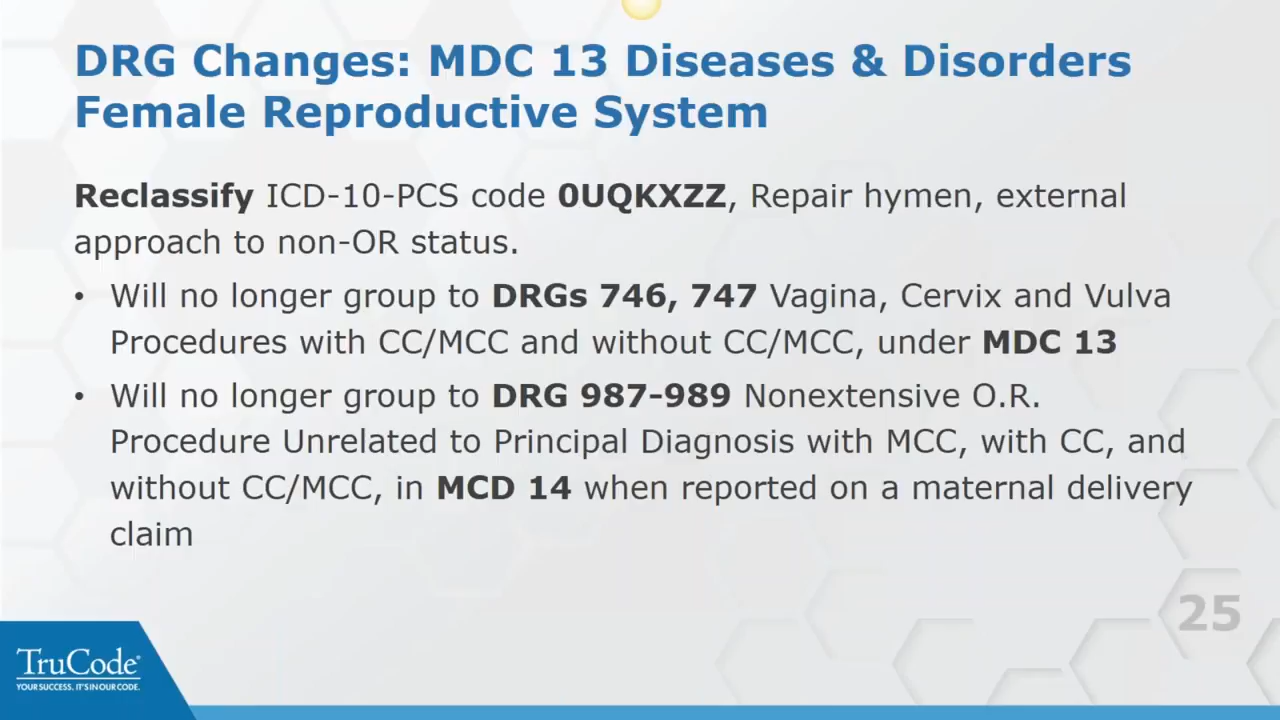 DRG Changes: MDC 13 Diseases & Disorders
Female Reproductive System
Reclassify ICD-10-PCS code 0UQKXZZ, Repair hymen, external
approach to non-OR status.
• Will no longer group to DRGs 746, 747 Vagina, Cervix and Vulva
Procedures with CC/MCC and without CC/MCC, under MDC 13
• Will no longer group to DRG 987-989 Nonextensive O.R.
Procedure Unrelated to Principal Diagnosis with MCC, with CC, and
without CC/MCC, in MCD 14 when reported on a maternal delivery
claim
25
TruCode®
YOUR SUCCESS. IT'S IN OUR CODE.